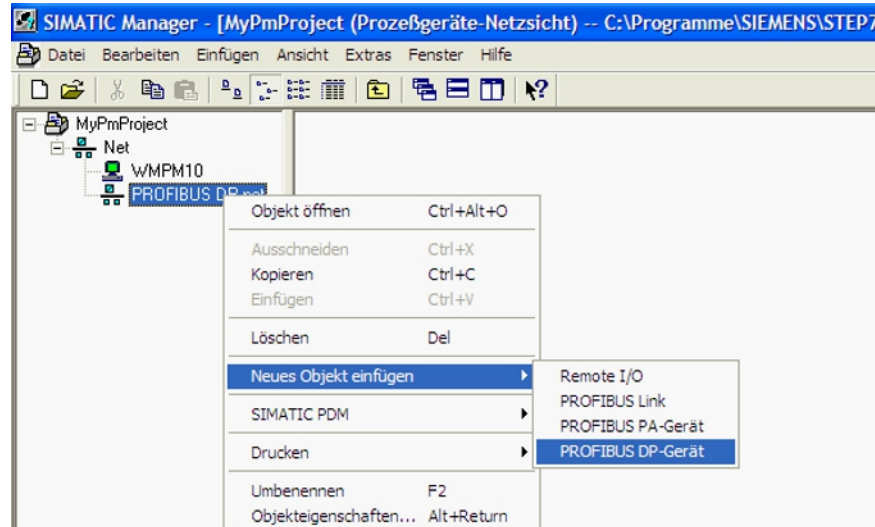 SIMATIC Manager - [MyPmProject (Prozeßgeräte-Netzsicht) -- C:\Programme\SIEMENS\STEP7
Datei Bearbeiten Einfügen Ansicht Extras Fenster Hilfe
MyPmProject
Net
WMPM10
PROFIBUS DP-net
Objekt öffnen Ctrl+Alt+O
Ausschneiden Ctrl+X
Kopieren Ctrl+C
Einfügen Ctrl+V
Löschen Del
Neues Objekt einfügen
SIMATIC PDM
Drucken
Umbenennen F2
Objekteigenschaften... Alt+Return
Remote I/O
PROFIBUS Link
PROFIBUS PA-Gerät
PROFIBUS DP-Gerät